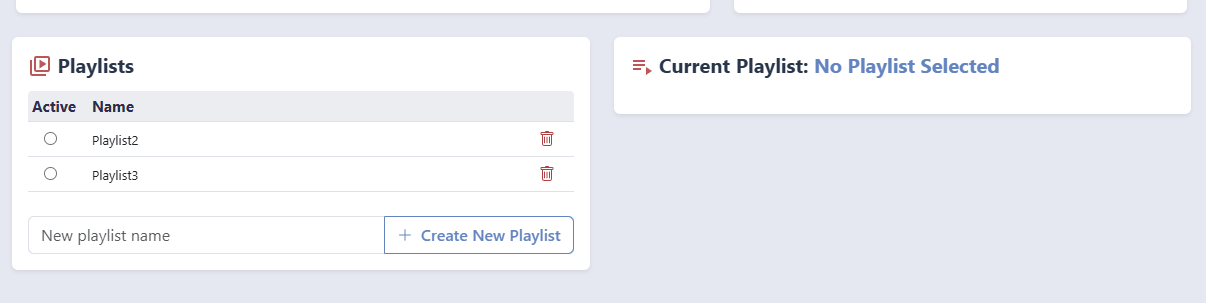 Playlists
Active Name
Playlist2
Playlist3
New playlist name
+ Create New Playlist
Current Playlist: No Playlist Selected